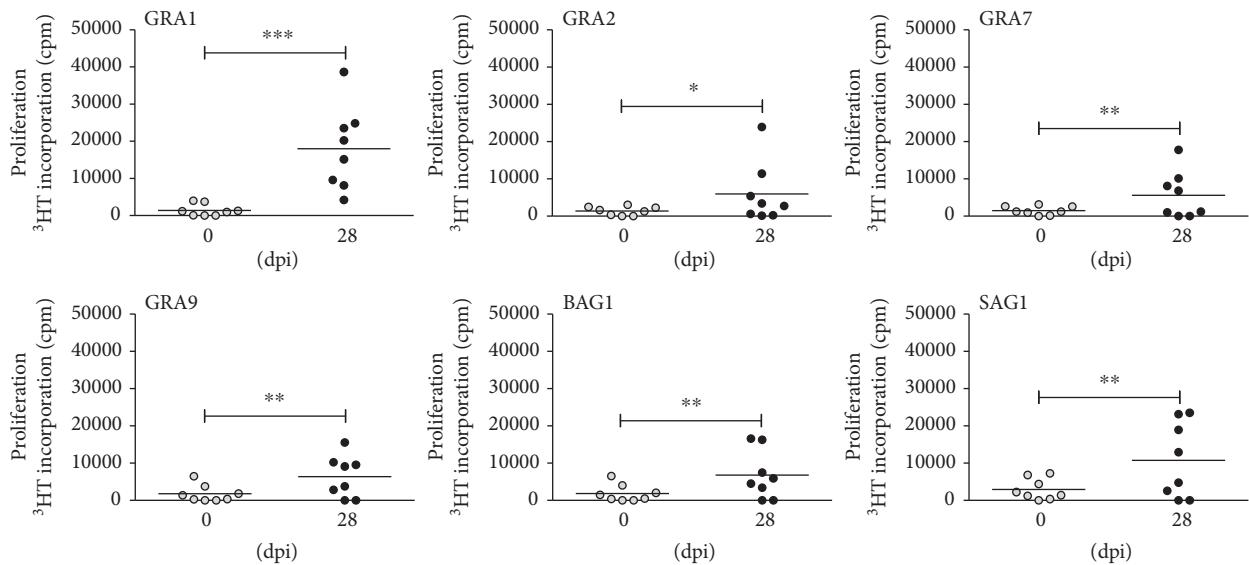 GRA1
Proliferation
³HT incorporation (cpm)
50000
40000
30000
20000
10000
0
***
0
28
(dpi)
GRA2
Proliferation
³HT incorporation (cpm)
50000
40000
30000
20000
10000
0
*
0
28
(dpi)
GRA7
Proliferation
³HT incorporation (cpm)
50000
40000
30000
20000
10000
0
**
0
28
(dpi)
GRA9
Proliferation
³HT incorporation (cpm)
50000
40000
30000
20000
10000
0
**
0
28
(dpi)
BAG1
Proliferation
³HT incorporation (cpm)
50000
40000
30000
20000
10000
0
**
0
28
(dpi)
SAG1
Proliferation
³HT incorporation (cpm)
50000
40000
30000
20000
10000
0
**
0
28
(dpi)